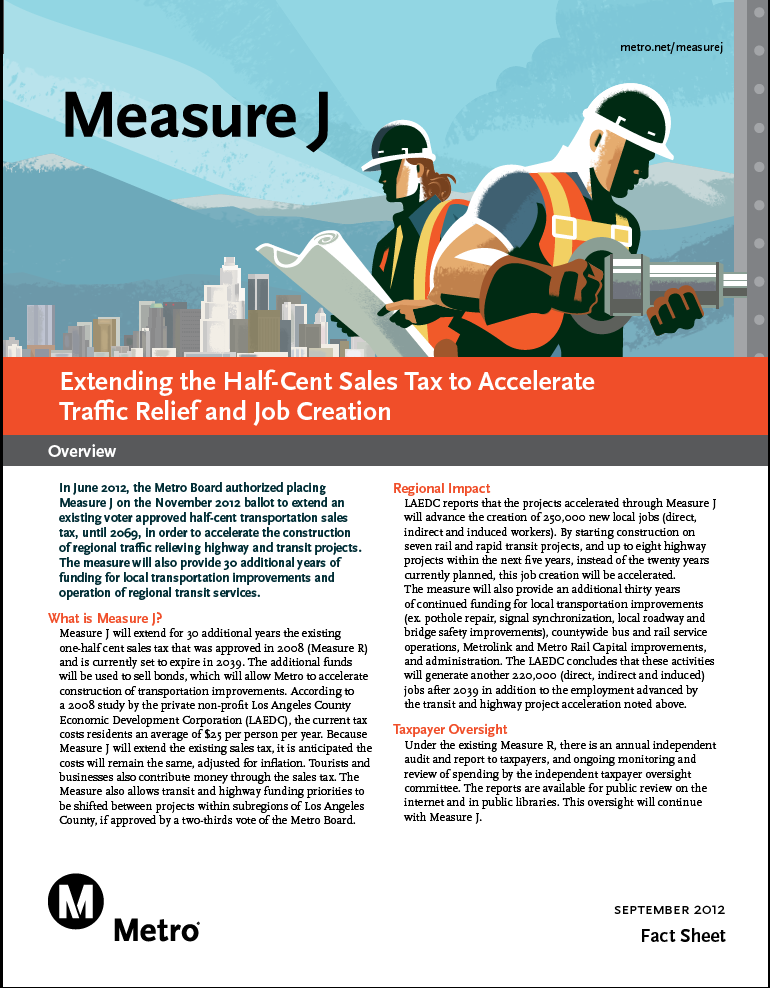 metro.net/measurej
Measure J
Extending the Half-Cent Sales Tax to Accelerate
Traffic Relief and Job Creation
Overview
In June 2012, the Metro Board authorized placing
Measure J on the November 2012 ballot to extend an
existing voter approved half-cent transportation sales
tax, until 2069, in order to accelerate the construction
of regional traffic relieving highway and transit projects.
The measure will also provide 30 additional years of
funding for local transportation improvements and
operation of regional transit services.
What is Measure J?
Measure J will extend for 30 additional years the existing
one-half cent sales tax that was approved in 2008 (Measure R)
and is currently set to expire in 2039. The additional funds
will be used to sell bonds, which will allow Metro to accelerate
construction of transportation improvements. According to
a 2008 study by the private non-profit Los Angeles County
Economic Development Corporation (LAEDC), the current tax
costs residents an average of $25 per person per year. Because
Measure J will extend the existing sales tax, it is anticipated the
costs will remain the same, adjusted for inflation. Tourists and
businesses also contribute money through the sales tax. The
Measure also allows transit and highway funding priorities to
be shifted between projects within subregions of Los Angeles
County, if approved by a two-thirds vote of the Metro Board.
Regional Impact
LAEDC reports that the projects accelerated through Measure J
will advance the creation of 250,000 new local jobs (direct,
indirect and induced workers). By starting construction on
seven rail and rapid transit projects, and up to eight highway
projects within the next five years, instead of the twenty years
currently planned, this job creation will be accelerated.
The measure will also provide an additional thirty years
of continued funding for local transportation improvements
(ex. pothole repair, signal synchronization, local roadway and
bridge safety improvements), countywide bus and rail service
operations, Metrolink and Metro Rail Capital improvements,
and administration. The LAEDC concludes that these activities
will generate another 220,000 (direct, indirect and induced)
jobs after 2039 in addition to the employment advanced by
the transit and highway project acceleration noted above.
Taxpayer Oversight
Under the existing Measure R, there is an annual independent
audit and report to taxpayers, and ongoing monitoring and
review of spending by the independent taxpayer oversight
committee. The reports are available for public review on the
internet and in public libraries. This oversight will continue
with Measure J.
M
Metro
SEPTEMBER 2012
Fact Sheet